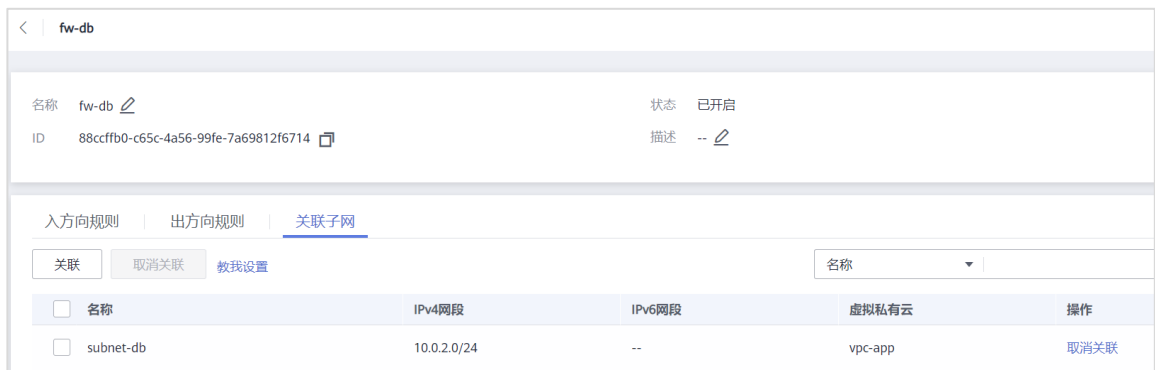 fw-db
名称 fw-db 状态 已开启
ID 88ccffb0-c65c-4a56-99fe-7a69812f6714 描述 --
入方向规则 出方向规则 关联子网
关联 取消关联 教我设置 名称
名称 IPv4网段 IPv6网段 虚拟私有云 操作
subnet-db 10.0.2.0/24 -- vpc-app 取消关联